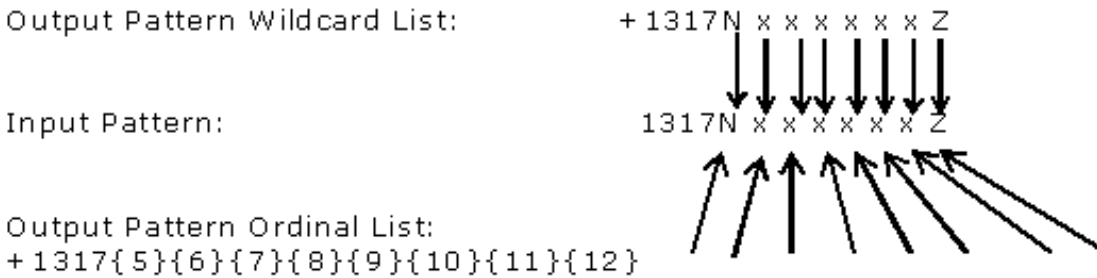 Output Pattern Wildcard List: + 1317N x x x x x x Z
Input Pattern: 1317N x x x x x x Z
Output Pattern Ordinal List:
+ 1317{5}{6}{7}{8}{9}{10}{11}{12}